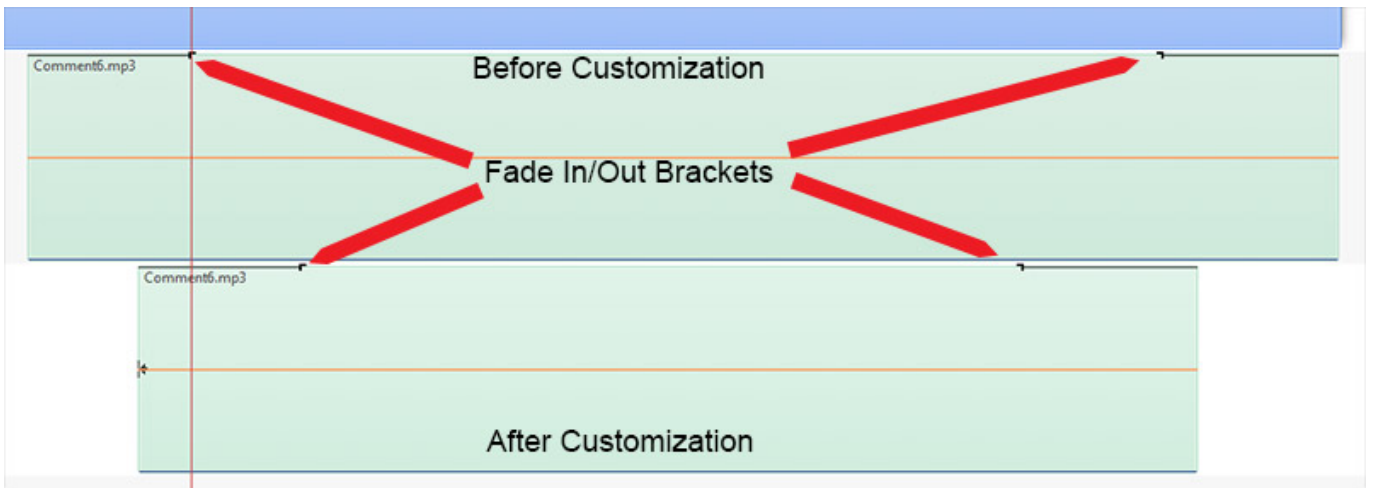 Comment6.mp3
Before Customization
Fade In/Out Brackets
Comment6.mp3
After Customization